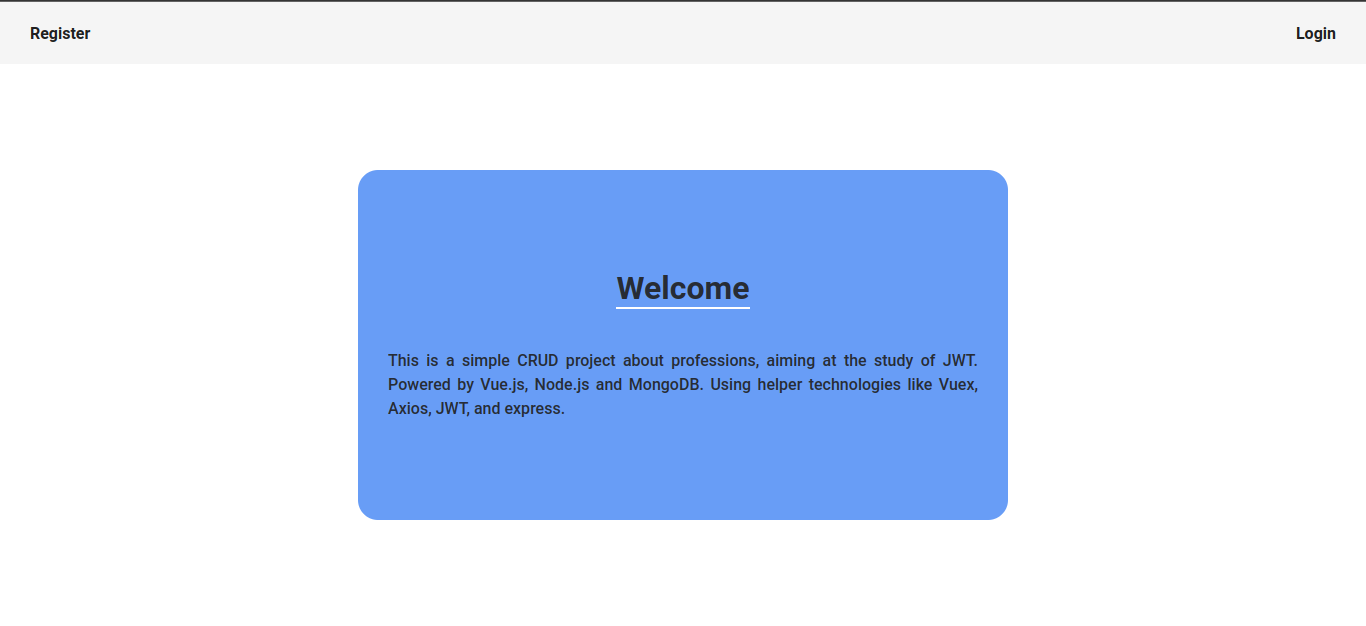 Register
Login
Welcome
This is a simple CRUD project about professions, aiming at the study of JWT.
Powered by Vue.js, Node.js and MongoDB. Using helper technologies like Vuex,
Axios, JWT, and express.